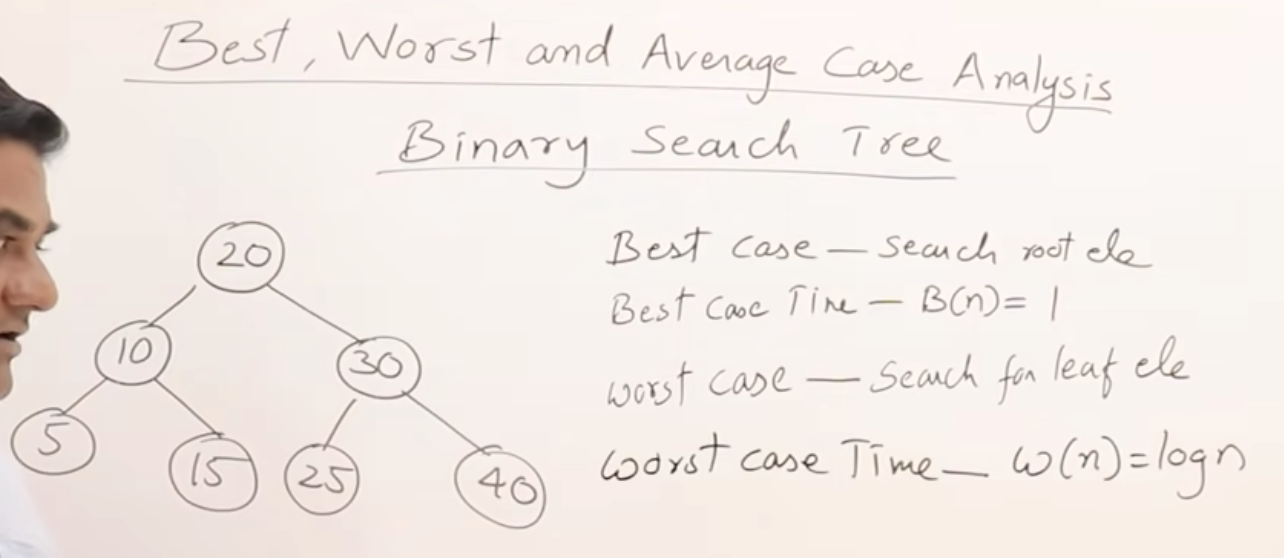 Best, Worst and Average Case Analysis
Binary Search Tree
20
10
30
5
15
25
40
Best case — search root ele
Best Case Time — B(n) = 1
worst case — Search for leaf ele
worst case Time — w(n) = logn